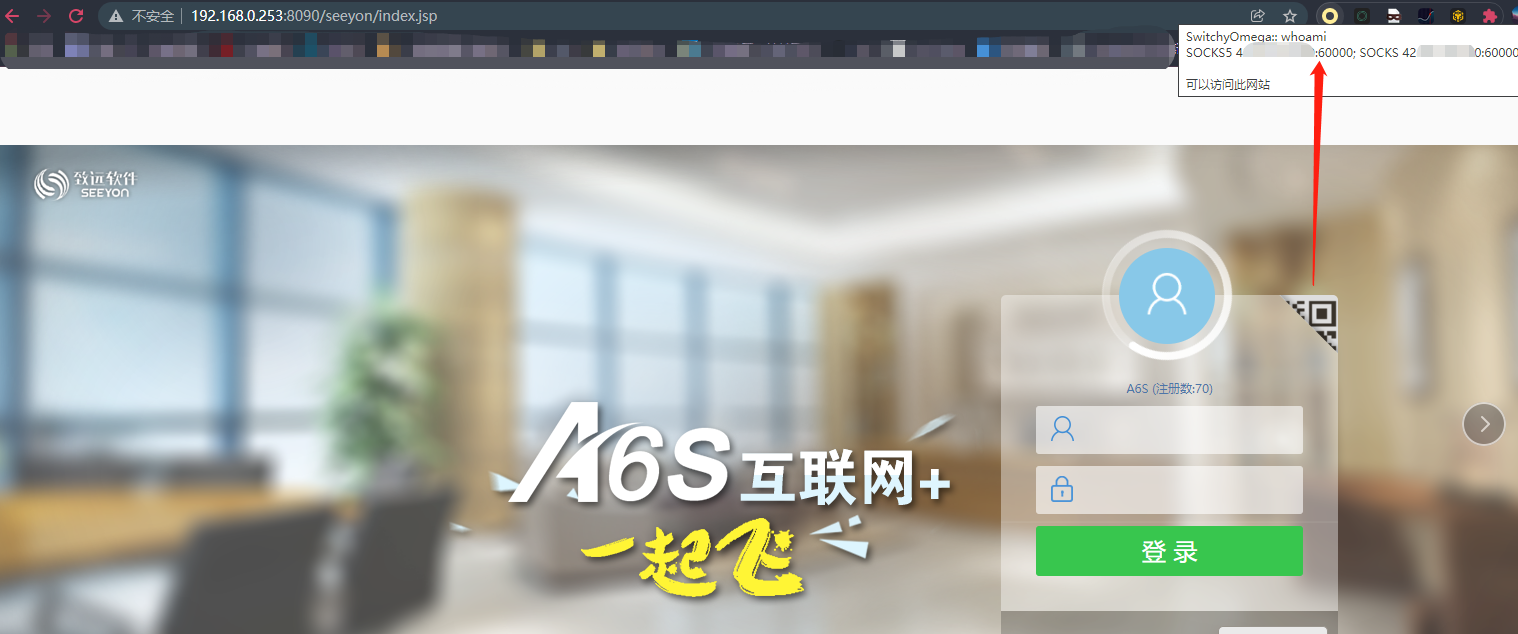 不安全 192.168.0.253:8090/seeyon/index.jsp
SwitchyOmega:: whoami
SOCKS5 4 :60000; SOCKS 42 0:60000
可以访问此网站
致远软件
SEEYON
A6S (注册数:70)
A6S 互联网+
一起飞
登录